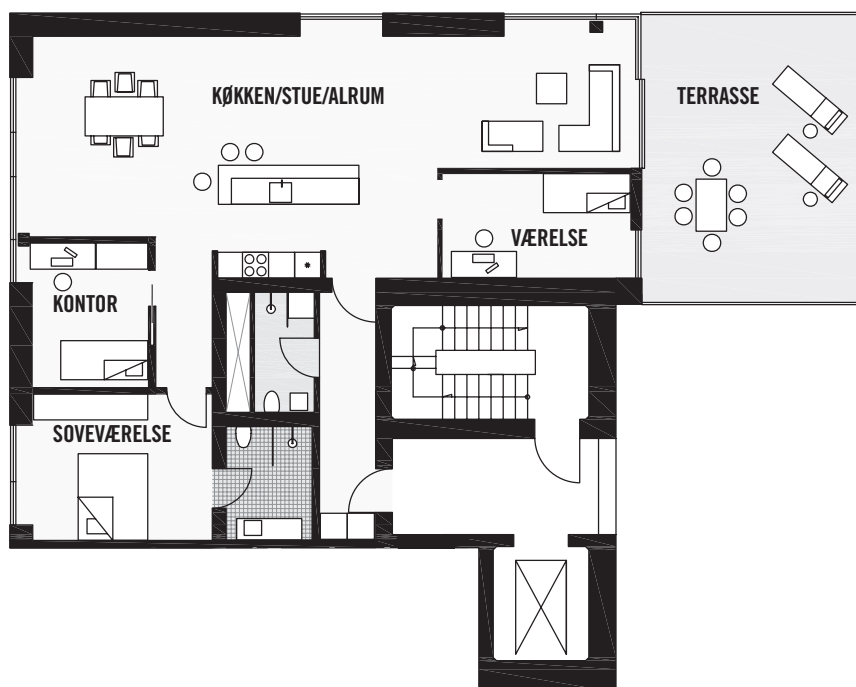 KØKKEN/STUE/ALRUM
TERRASSE
VÆRELSE
KONTOR
SOVEVÆRELSE